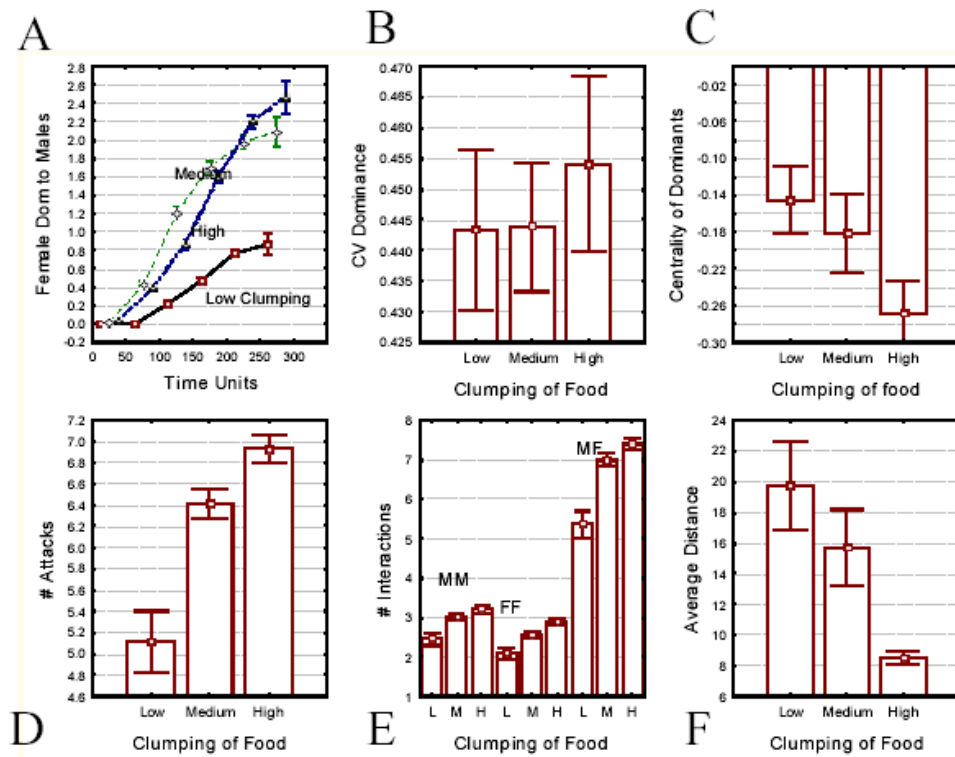 A
B
C
Female Dom to Males
2.8
2.6
2.4
2.2
2.0
1.8
1.6
1.4
1.2
1.0
0.8
0.6
0.4
0.2
0.0
-0.2
Medium
High
Low Clumping
0 50 100 150 200 250 300
Time Units
CV Dominance
0.470
0.465
0.460
0.455
0.450
0.445
0.440
0.435
0.430
0.425
Low Medium High
Clumping of Food
Centrality of Dominants
-0.02
-0.06
-0.10
-0.14
-0.18
-0.22
-0.26
-0.30
Low Medium High
Clumping of food
# Attacks
7.2
7.0
6.8
6.6
6.4
6.2
6.0
5.8
5.6
5.4
5.2
5.0
4.8
4.6
Low Medium High
Clumping of Food
D
# Interactions
8
7
6
5
4
3
2
1
MM
FF
MF
L M H L M H L M H
Clumping of Food
E
Average Distance
24
22
20
18
16
14
12
10
8
6
Low Medium High
Clumping of Food
F